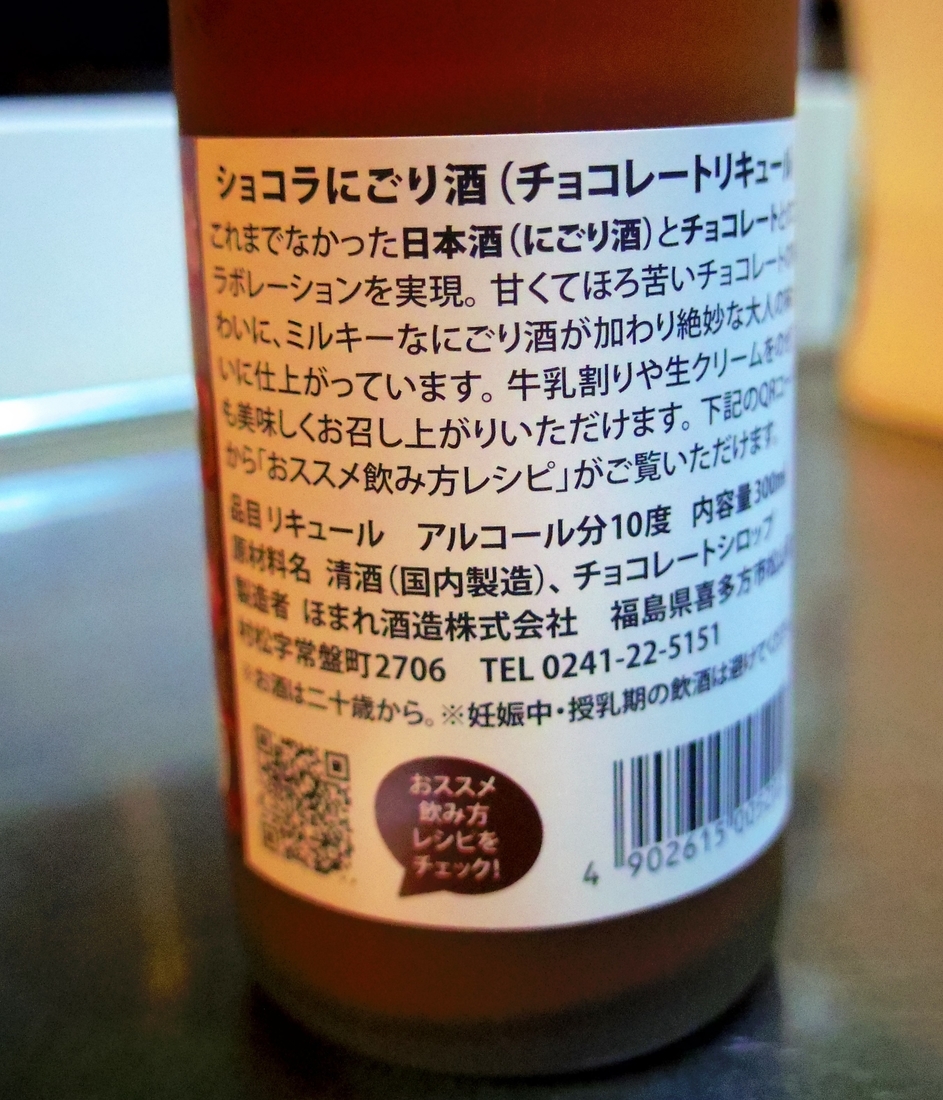 ショコラにごり酒（チョコレートリキュール
これまでなかった日本酒（にごり酒）とチョコレートと
ラボレーションを実現。甘くてほろ苦いチョコレートの
わいに、ミルキーなにごり酒が加わり絶妙な大人の
いに仕上がっています。牛乳割りや生クリームをのせ
も美味しくお召し上がりいただけます。下記のQRコー
から「おススメ飲み方レシピ」がご覧いただけます。
品目 リキュール アルコール分10度 内容量 300ml
原材料名 清酒（国内製造）、チョコレートシロップ
製造者 ほまれ酒造株式会社 福島県喜多方市松山
村松字常盤町2706 TEL 0241-22-5151
※お酒は二十歳から。※妊娠中・授乳期の飲酒は避けてくだ
おススメ
飲み方
レシピを
チェック!
4 902615 005